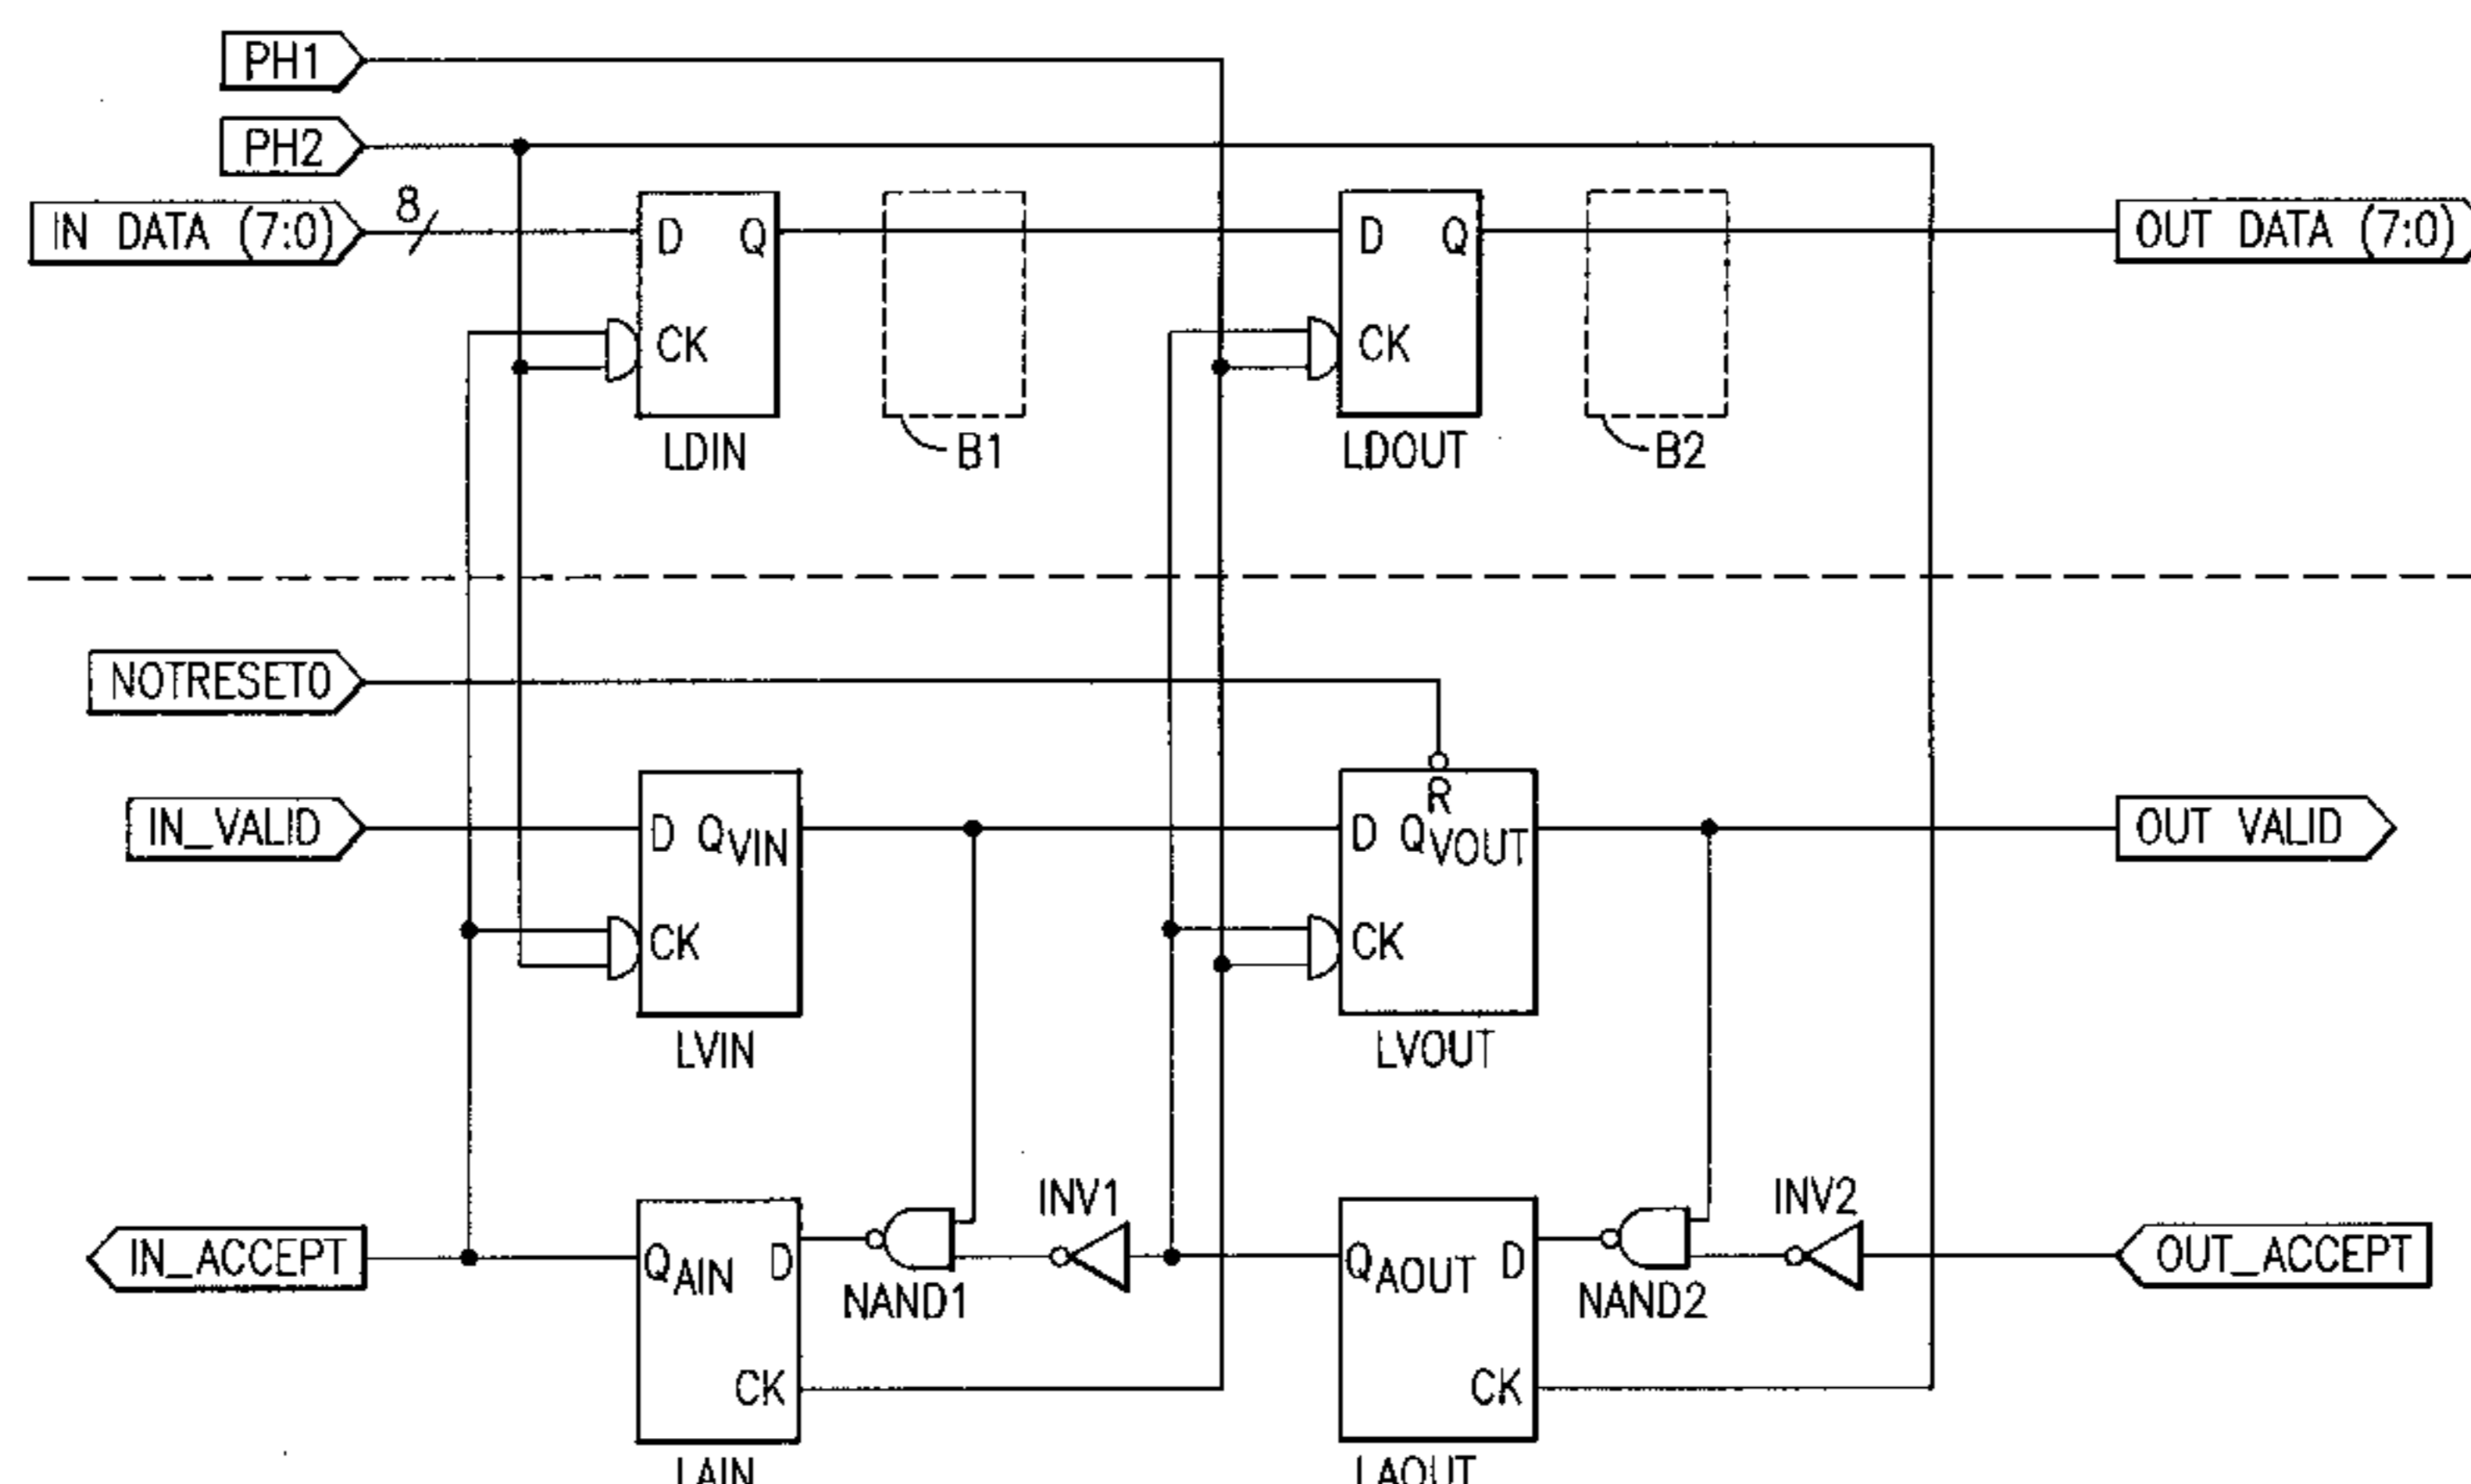 PH1
PH2
IN DATA (7:0)
8
D Q
D Q
OUT DATA (7:0)
CK
CK
LDIN
B1
LDOUT
B2
NOTRESET0
R
IN_VALID
D QVIN
D QVOUT
OUT VALID
CK
CK
LVIN
LVOUT
INV1
INV2
IN_ACCEPT
QAIN D
NAND1
QAOUT D
NAND2
OUT_ACCEPT
CK
CK
LAIN
LAOUT